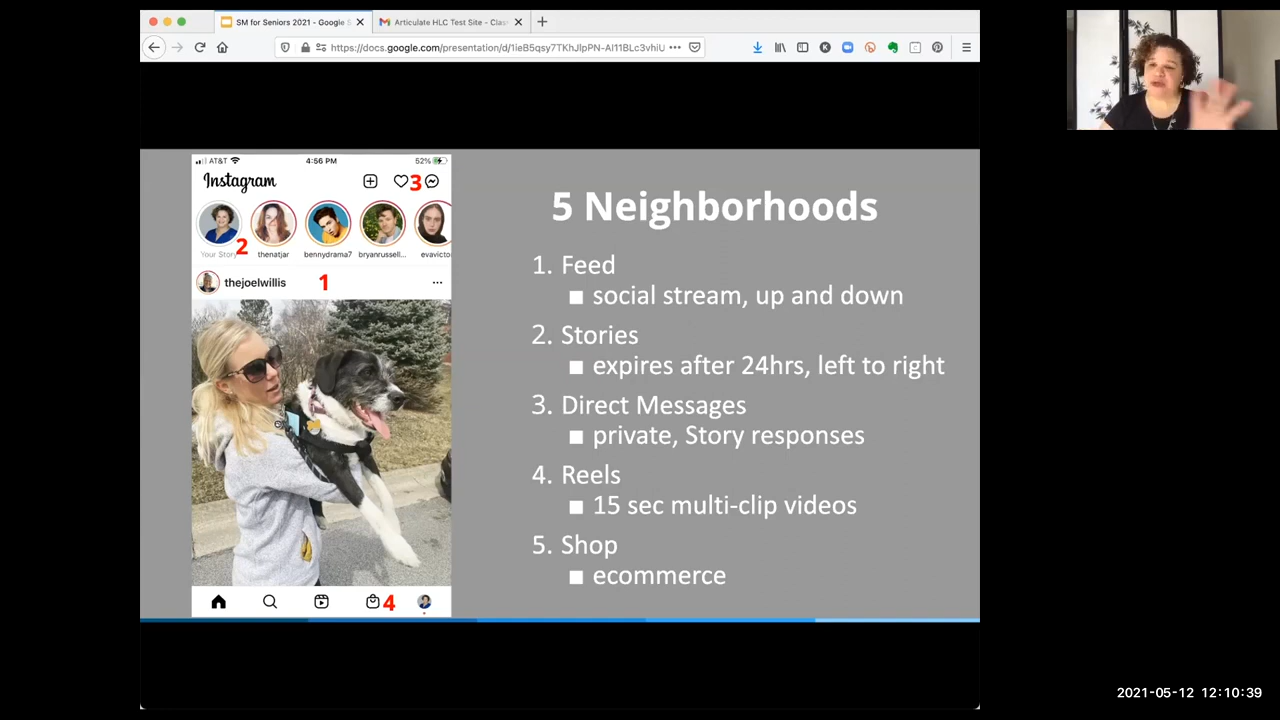 SM for Seniors 2021 - Google S
Articulate HLC Test Site - Clas
https://docs.google.com/presentation/d/1ieB5qsy7TKhJlpPN-AI11BLc3vhiU
AT&T 4:56 PM 52%
Instagram
3
2
Your Story thenatjar bennydrama7 bryanrussell... evavicto
thejoelwillis 1
4
5 Neighborhoods
1. Feed
■ social stream, up and down
2. Stories
■ expires after 24hrs, left to right
3. Direct Messages
■ private, Story responses
4. Reels
■ 15 sec multi-clip videos
5. Shop
■ ecommerce
2021-05-12 12:10:39